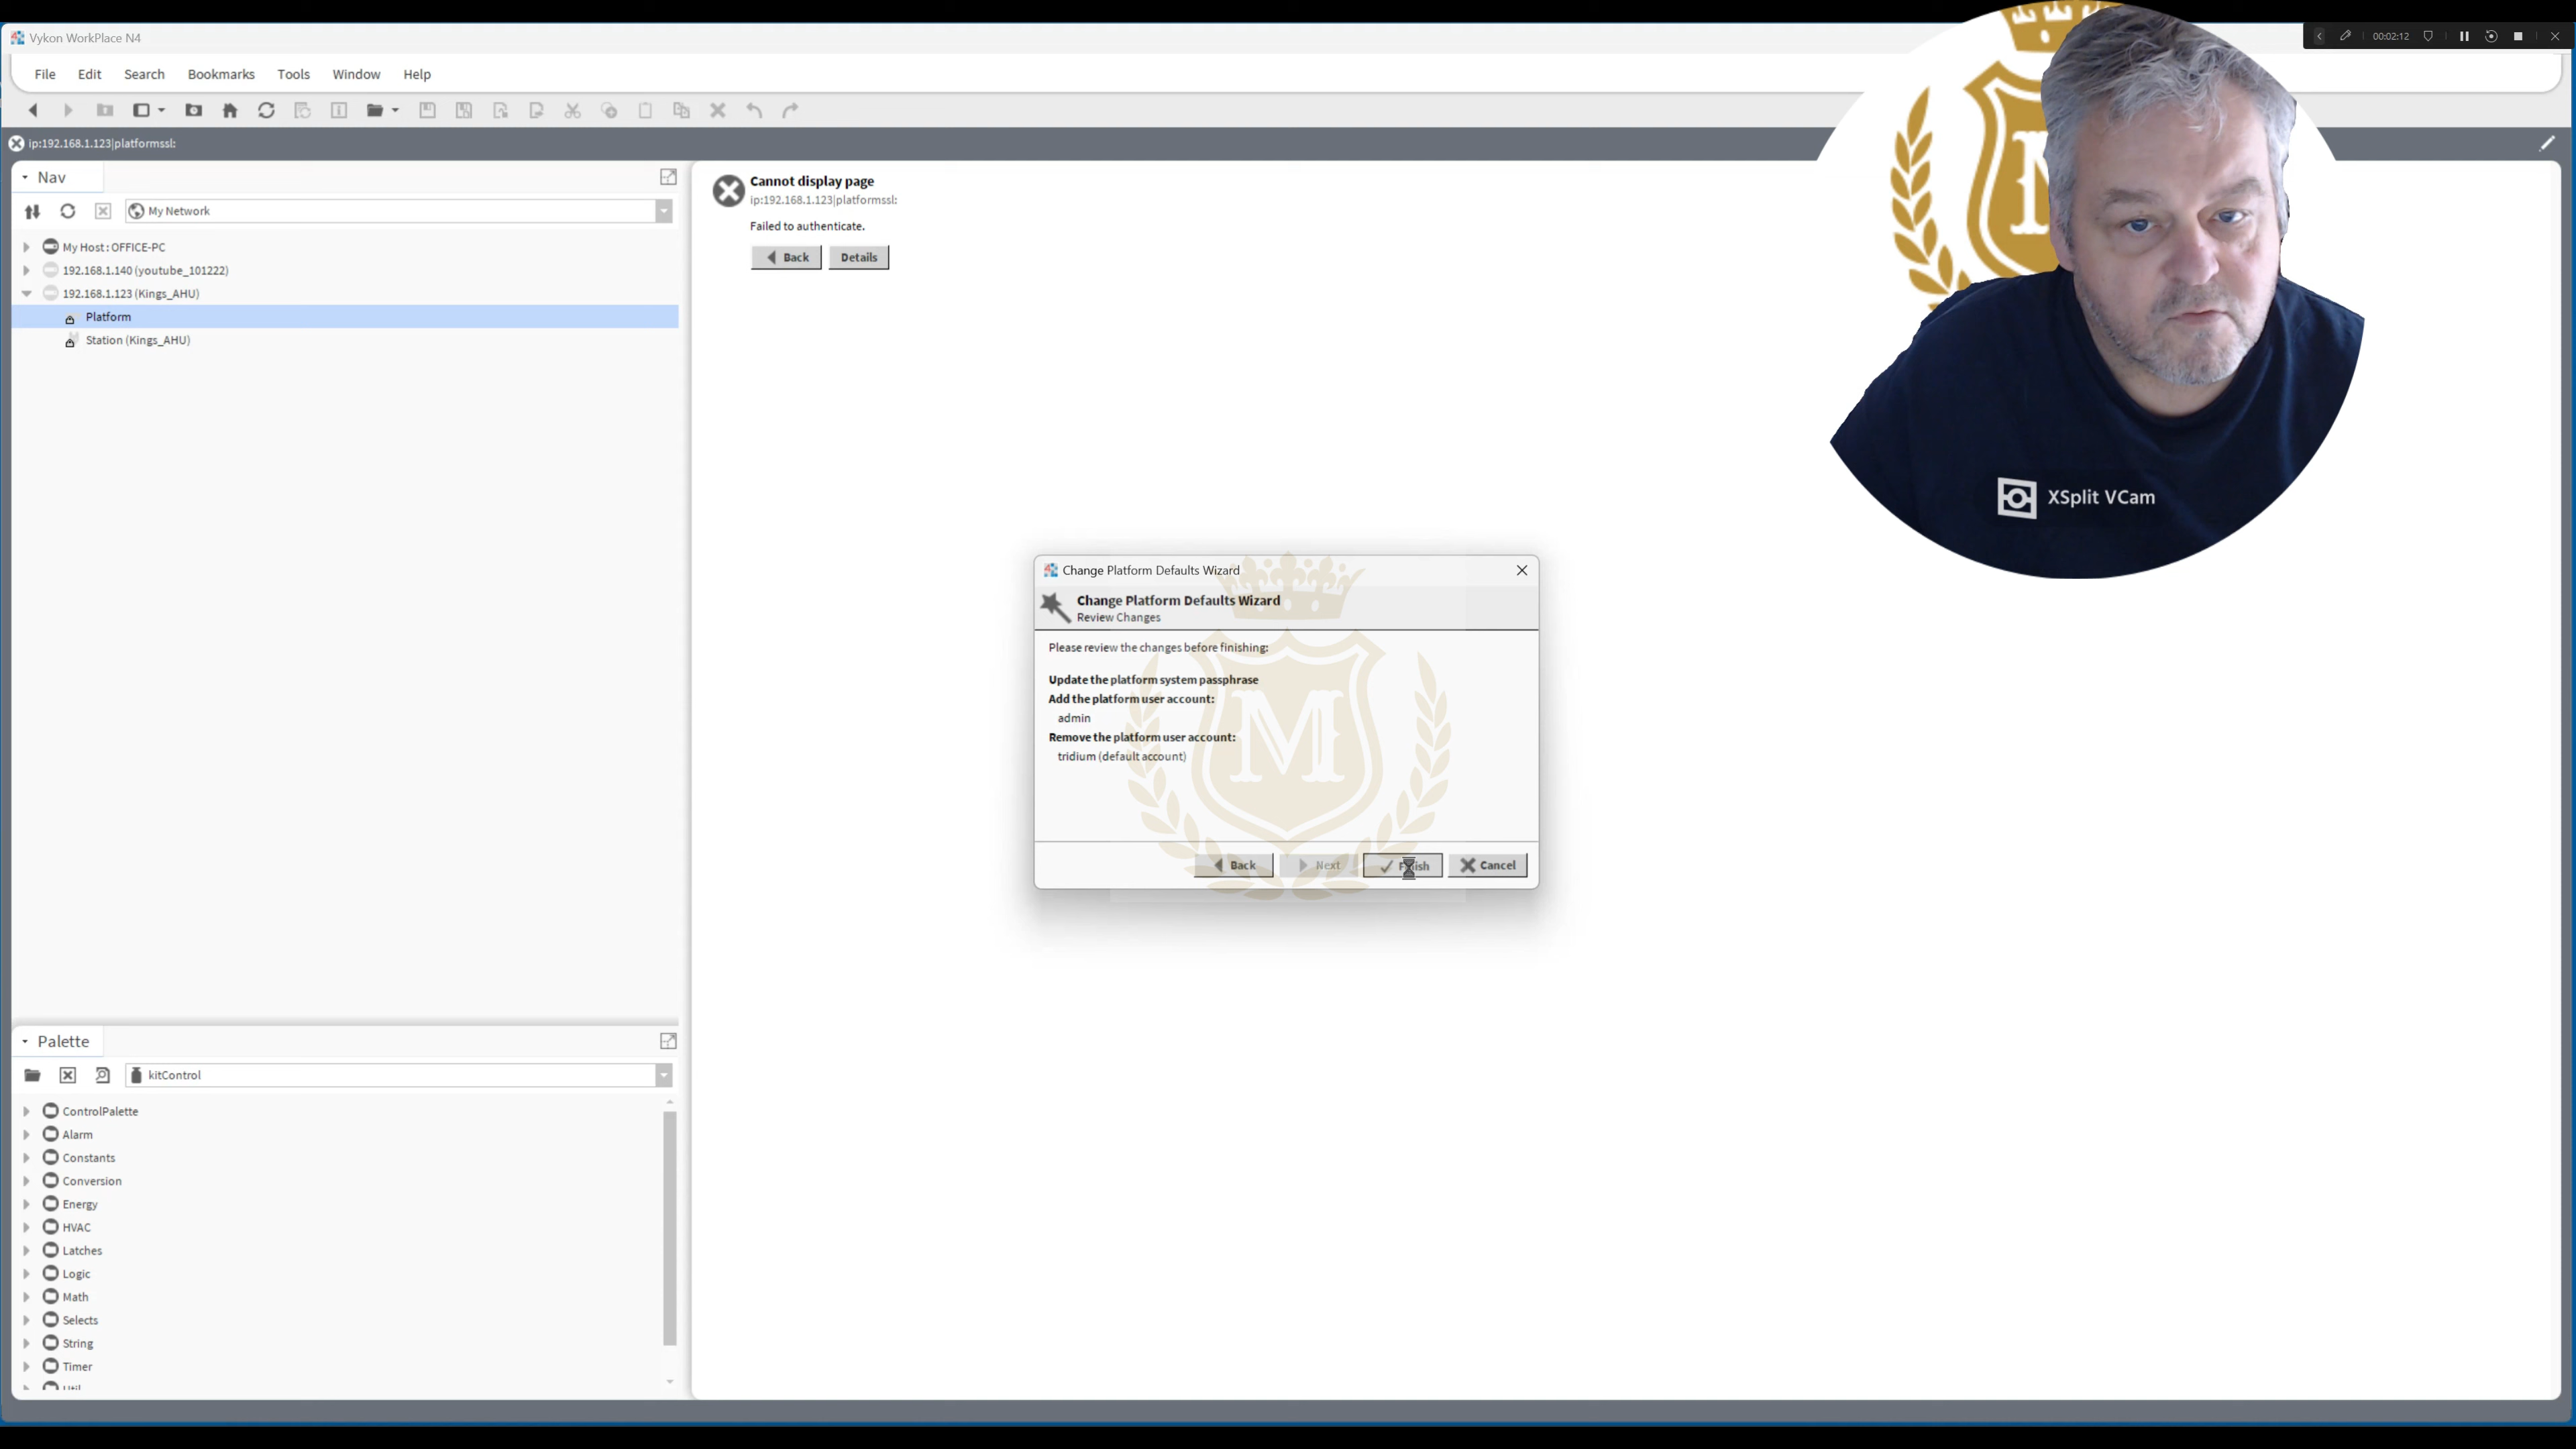 Vykon WorkPlace N4
00:02:12
File Edit Search Bookmarks Tools Window Help
ip:192.168.1.123|platformssl:
Nav
My Network
My Host : OFFICE-PC
192.168.1.140 (youtube_101222)
192.168.1.123 (Kings_AHU)
Platform
Station (Kings_AHU)
Cannot display page
ip:192.168.1.123|platformssl:
Failed to authenticate.
Back Details
XSplit VCam
Change Platform Defaults Wizard
Change Platform Defaults Wizard
Review Changes
Please review the changes before finishing:
Update the platform system passphrase
Add the platform user account:
admin
Remove the platform user account:
tridium (default account)
M
Back Next Finish Cancel
Palette
kitControl
ControlPalette
Alarm
Constants
Conversion
Energy
HVAC
Latches
Logic
Math
Selects
String
Timer